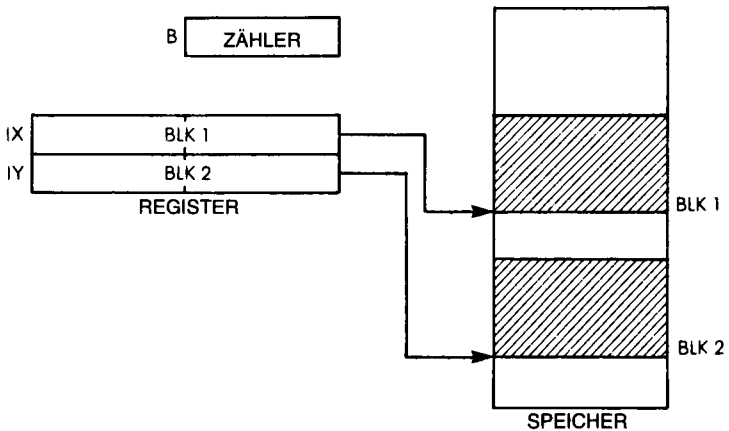 B ZÄHLER
IX BLK 1
IY BLK 2
REGISTER
BLK 1
BLK 2
SPEICHER